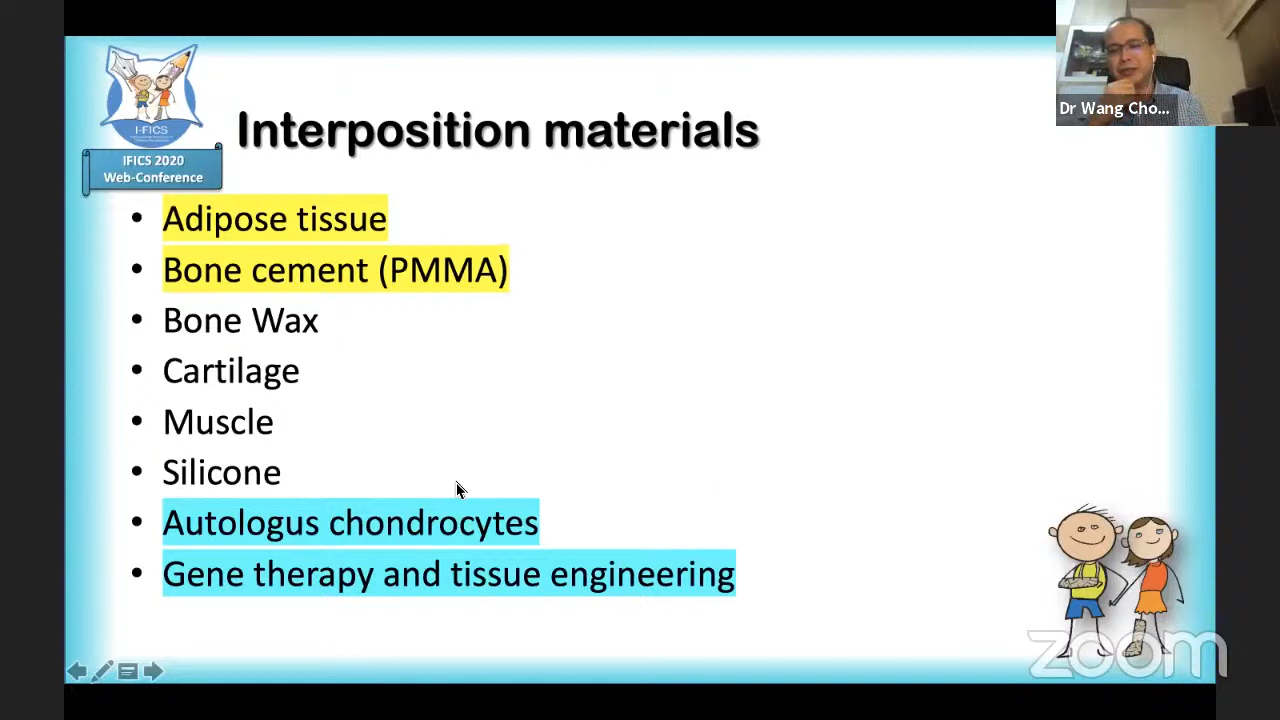 Dr Wang Cho...
I-FICS
IFICS 2020
Web-Conference
Interposition materials
• Adipose tissue
• Bone cement (PMMA)
• Bone Wax
• Cartilage
• Muscle
• Silicone
• Autologus chondrocytes
• Gene therapy and tissue engineering
zoom